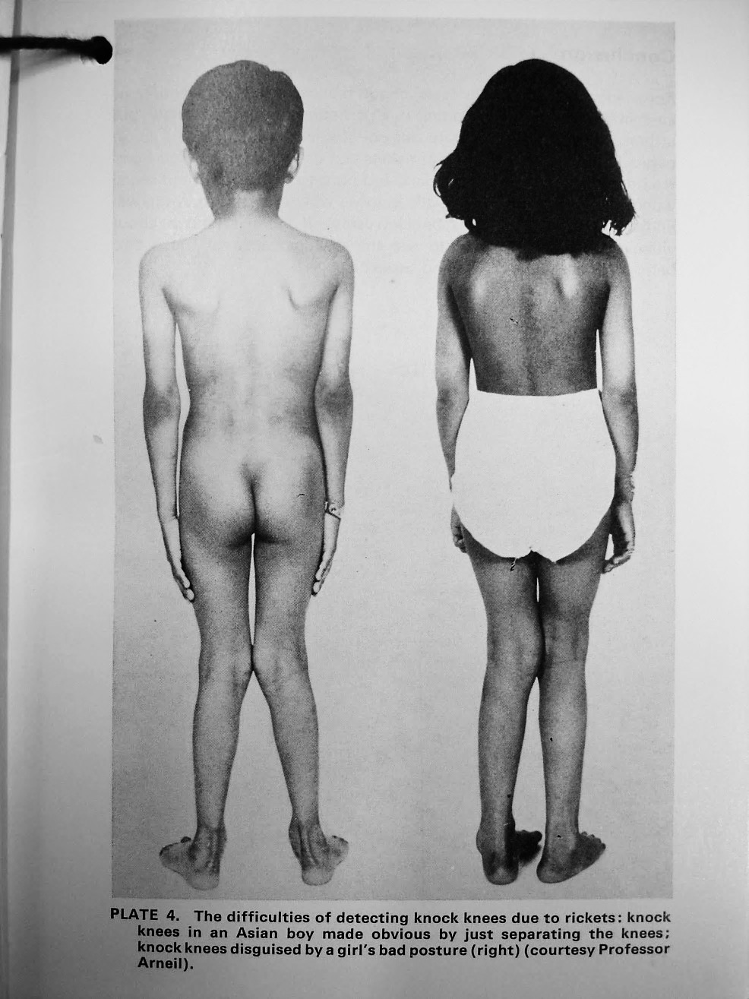 PLATE 4. The difficulties of detecting knock knees due to rickets: knock
knees in an Asian boy made obvious by just separating the knees;
knock knees disguised by a girl's bad posture (right) (courtesy Professor
Arneil).